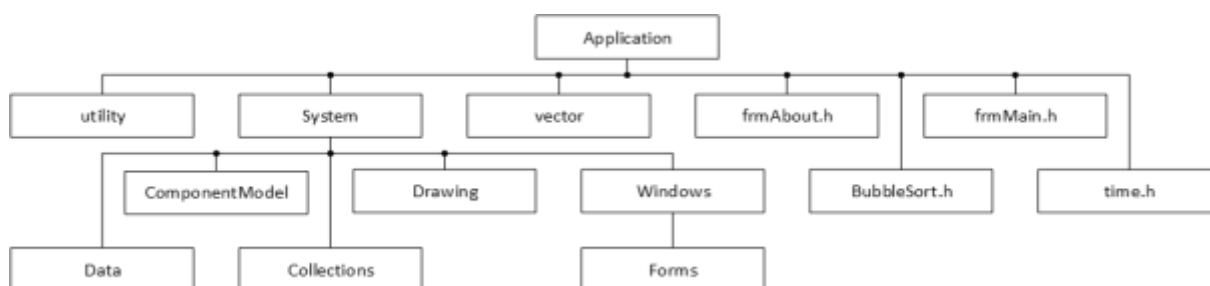 Application
utility
System
vector
frmAbout.h
frmMain.h
ComponentModel
Drawing
Windows
BubbleSort.h
time.h
Data
Collections
Forms